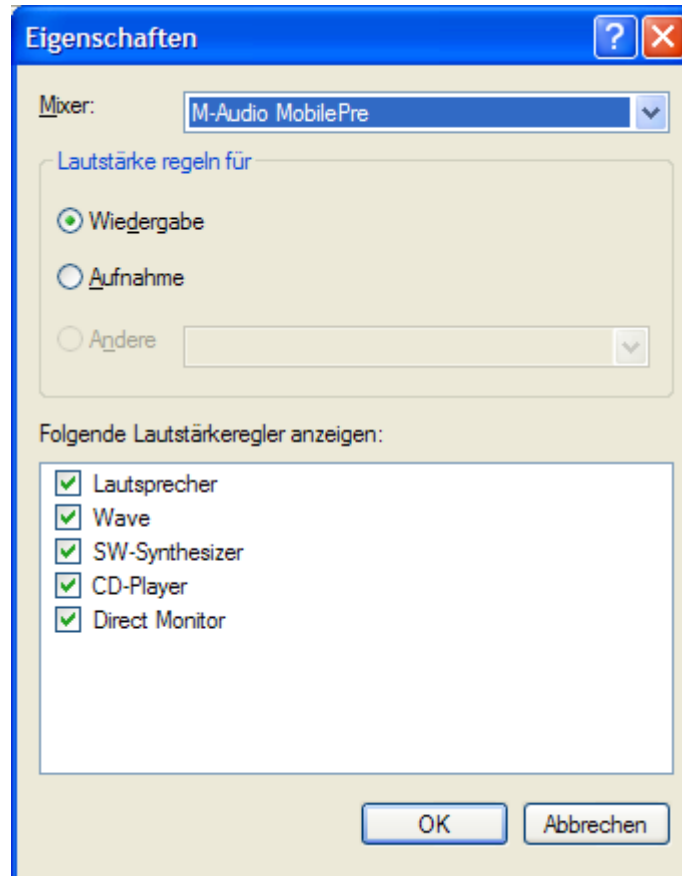 Eigenschaften
Mixer: M-Audio MobilePre
Lautstärke regeln für
Wiedergabe
Aufnahme
Andere
Folgende Lautstärkeregler anzeigen:
Lautsprecher
Wave
SW-Synthesizer
CD-Player
Direct Monitor
OK Abbrechen